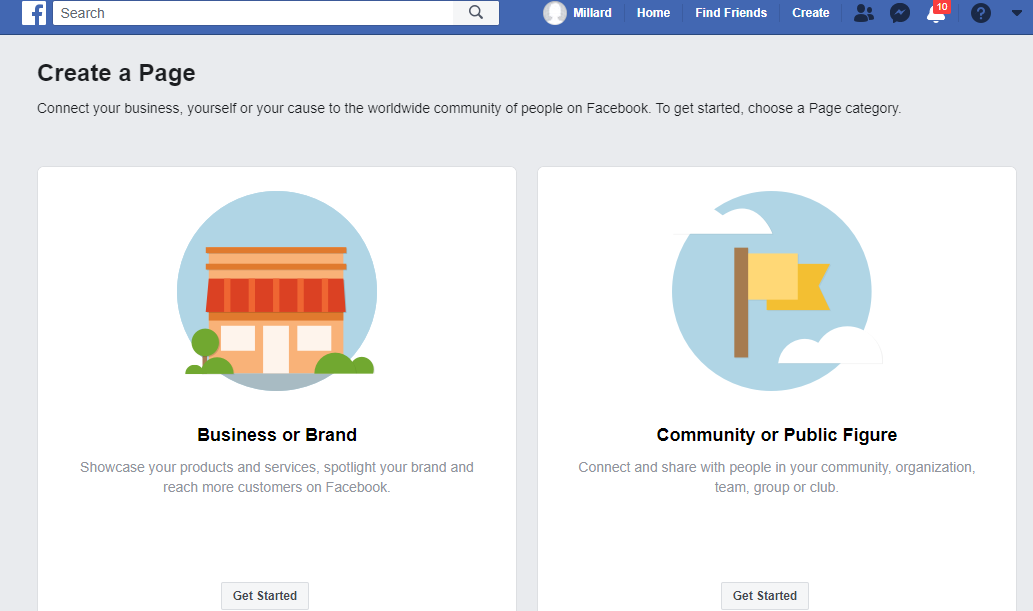 Search Millard Home Find Friends Create 10
Create a Page
Connect your business, yourself or your cause to the worldwide community of people on Facebook. To get started, choose a Page category.
Business or Brand
Showcase your products and services, spotlight your brand and
reach more customers on Facebook.
Get Started
Community or Public Figure
Connect and share with people in your community, organization,
team, group or club.
Get Started